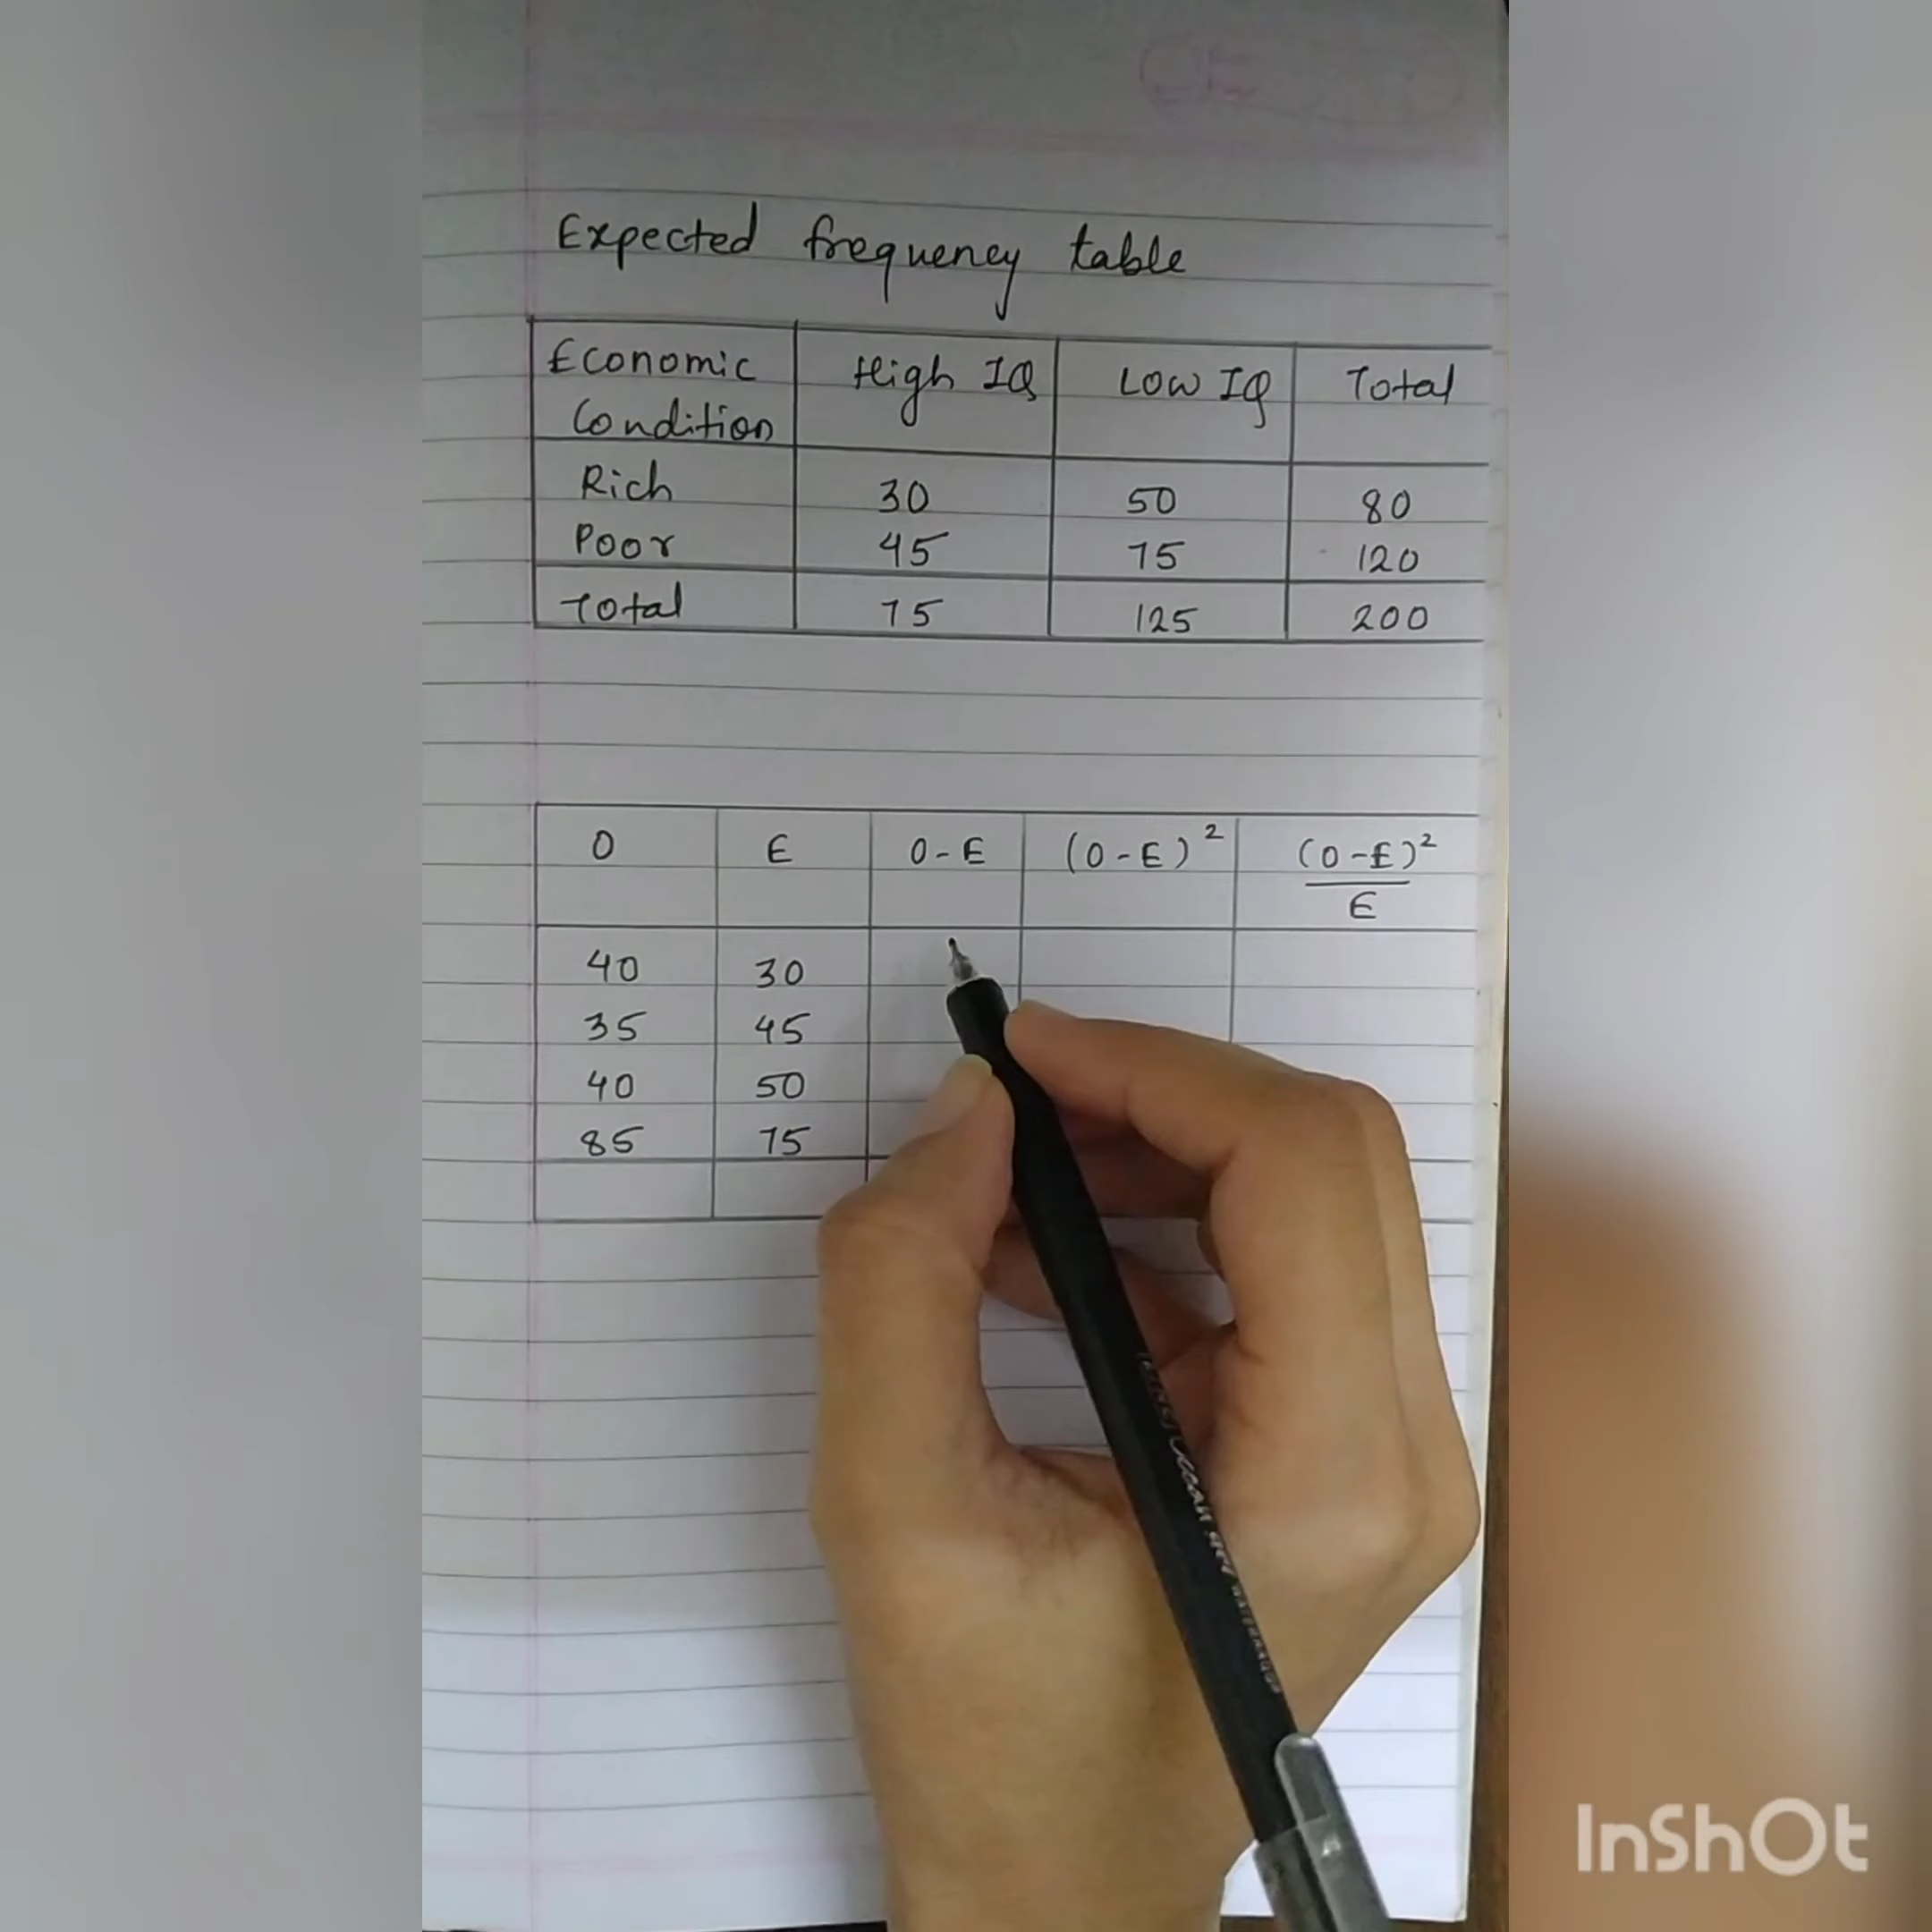 Expected frequency table
Economic Condition High IQ Low IQ Total
Rich 30 50 80
Poor 45 75 120
Total 75 125 200
O E O-E (O-E)² (O-E)²/E
40 30
35 45
40 50
85 75
InShOt